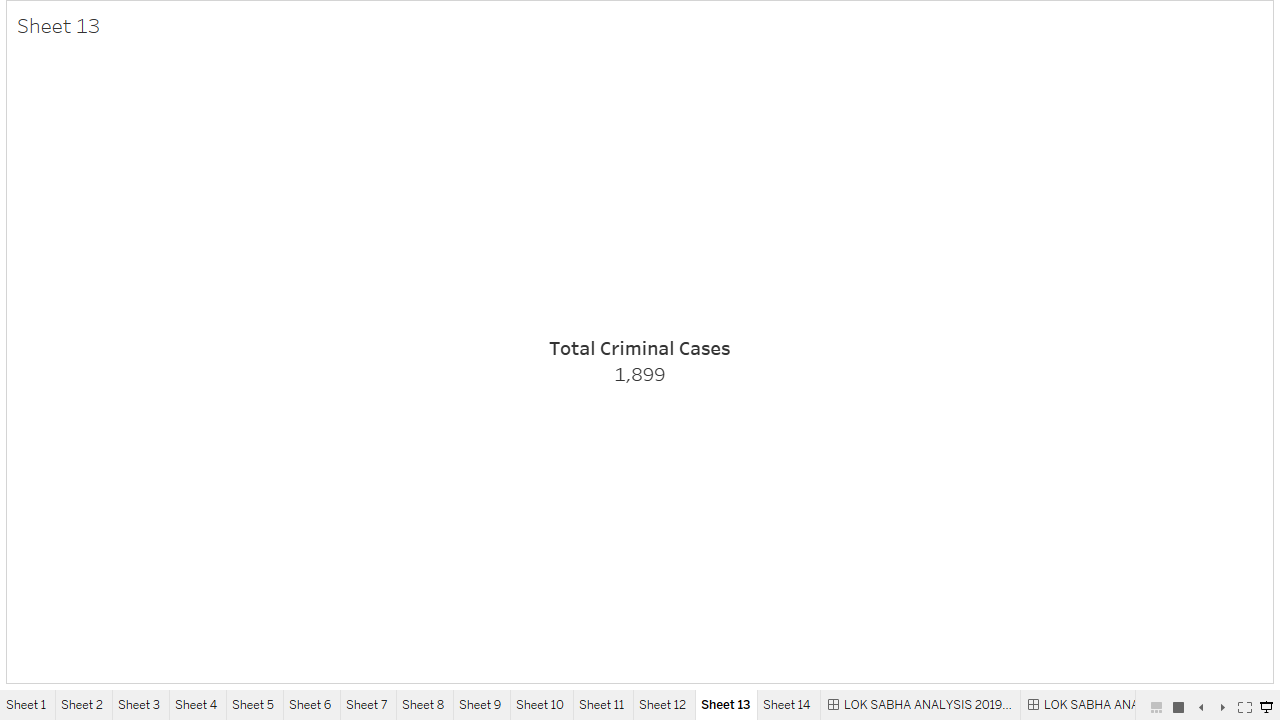 Sheet 13
Total Criminal Cases
1,899
Sheet 1 Sheet 2 Sheet 3 Sheet 4 Sheet 5 Sheet 6 Sheet 7 Sheet 8 Sheet 9 Sheet 10 Sheet 11 Sheet 12 Sheet 13 Sheet 14 LOK SABHA ANALYSIS 2019... LOK SABHA ANA